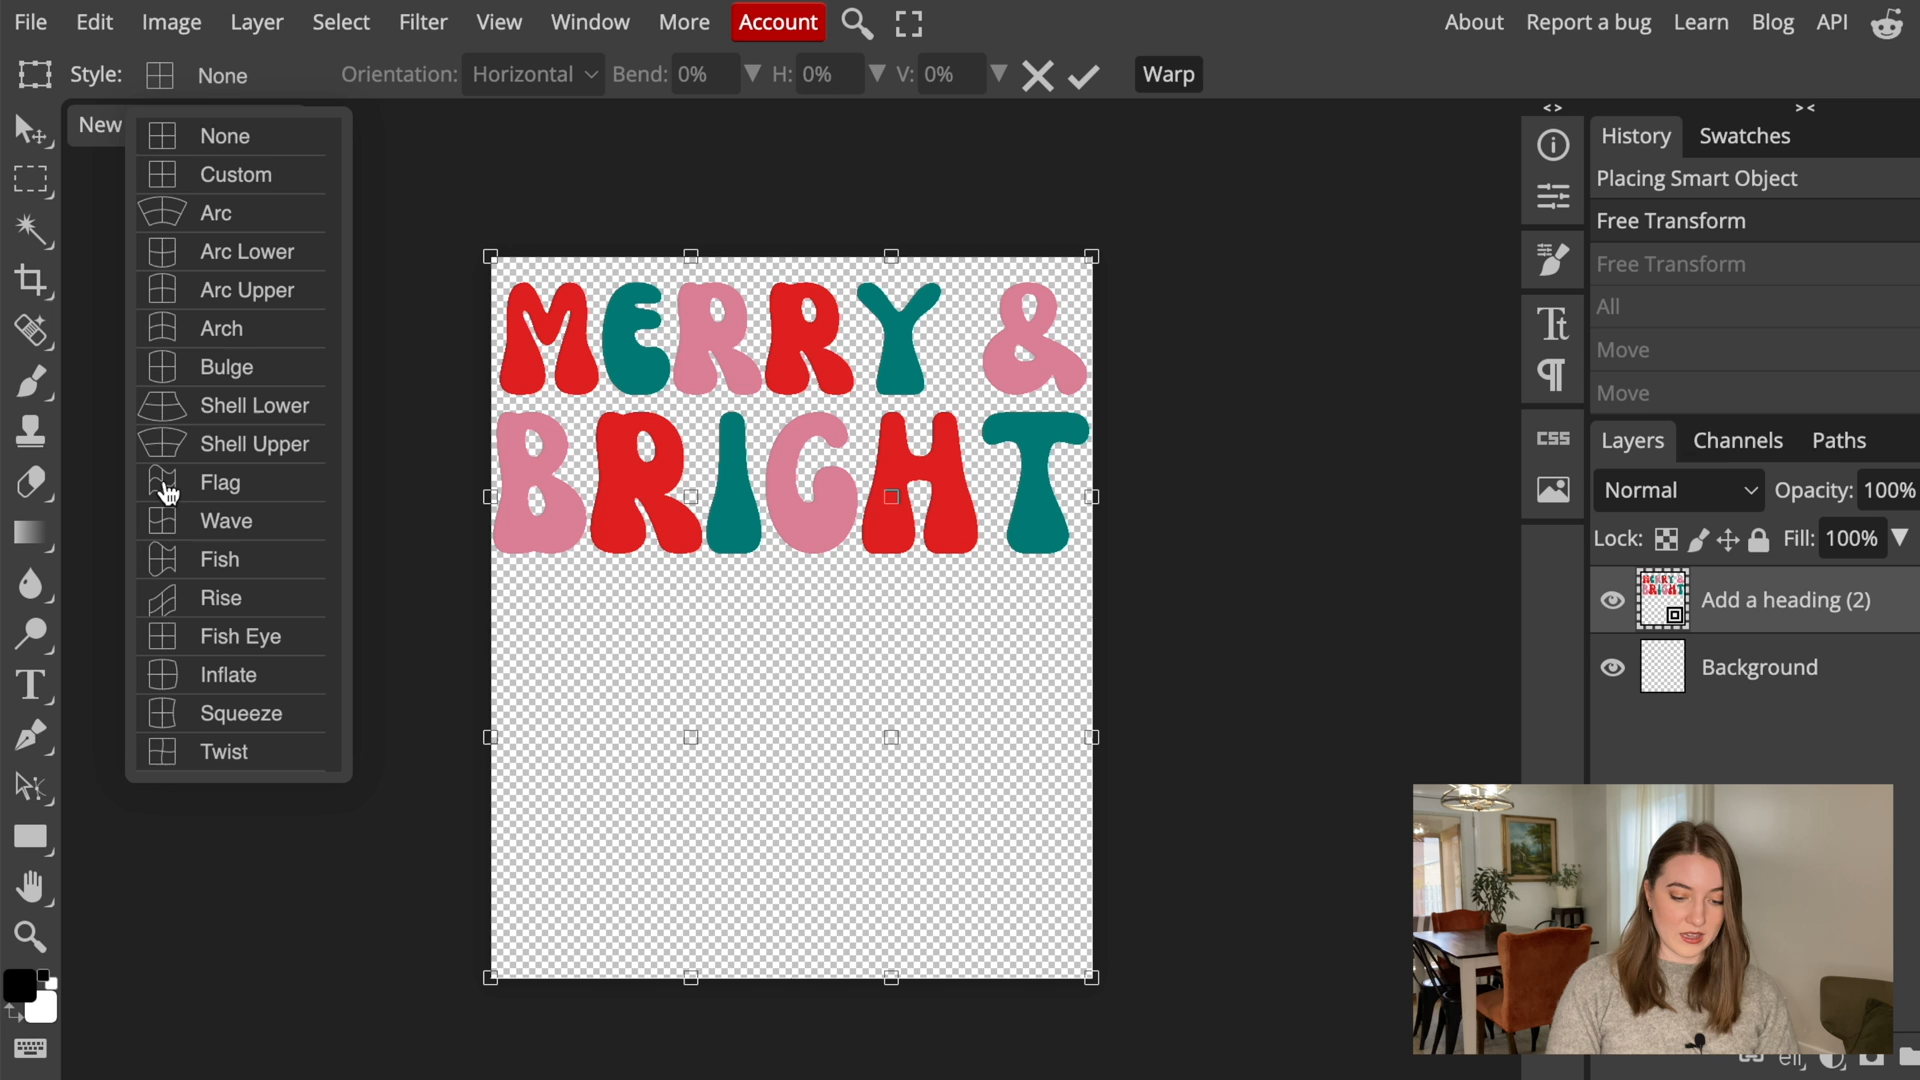 File Edit Image Layer Select Filter View Window More Account About Report a bug Learn Blog API
Style: None Orientation: Horizontal Bend: 0% H: 0% V: 0% Warp
New
None
Custom
Arc
Arc Lower
Arc Upper
Arch
Bulge
Shell Lower
Shell Upper
Flag
Wave
Fish
Rise
Fish Eye
Inflate
Squeeze
Twist
MERRY &
BRIGHT
History Swatches
Placing Smart Object
Free Transform
Free Transform
All
Move
Move
CSS
Layers Channels Paths
Normal Opacity: 100%
Lock: Fill: 100%
Add a heading (2)
Background